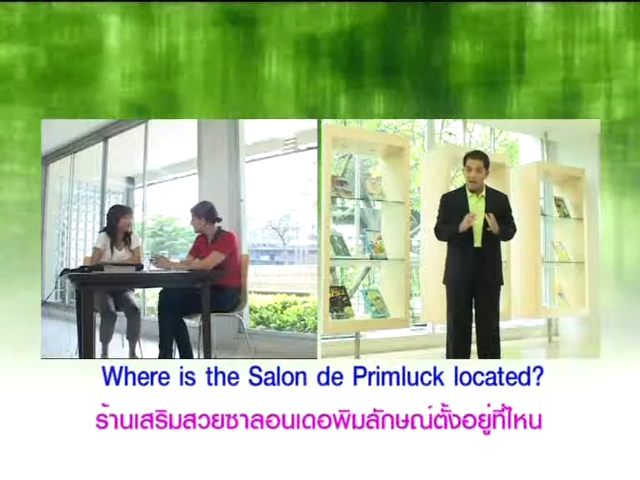 Where is the Salon de Primluck located?
ร้านเสริมสวยซาลอนเดอพิมลักษณ์ตั้งอยู่ที่ไหน